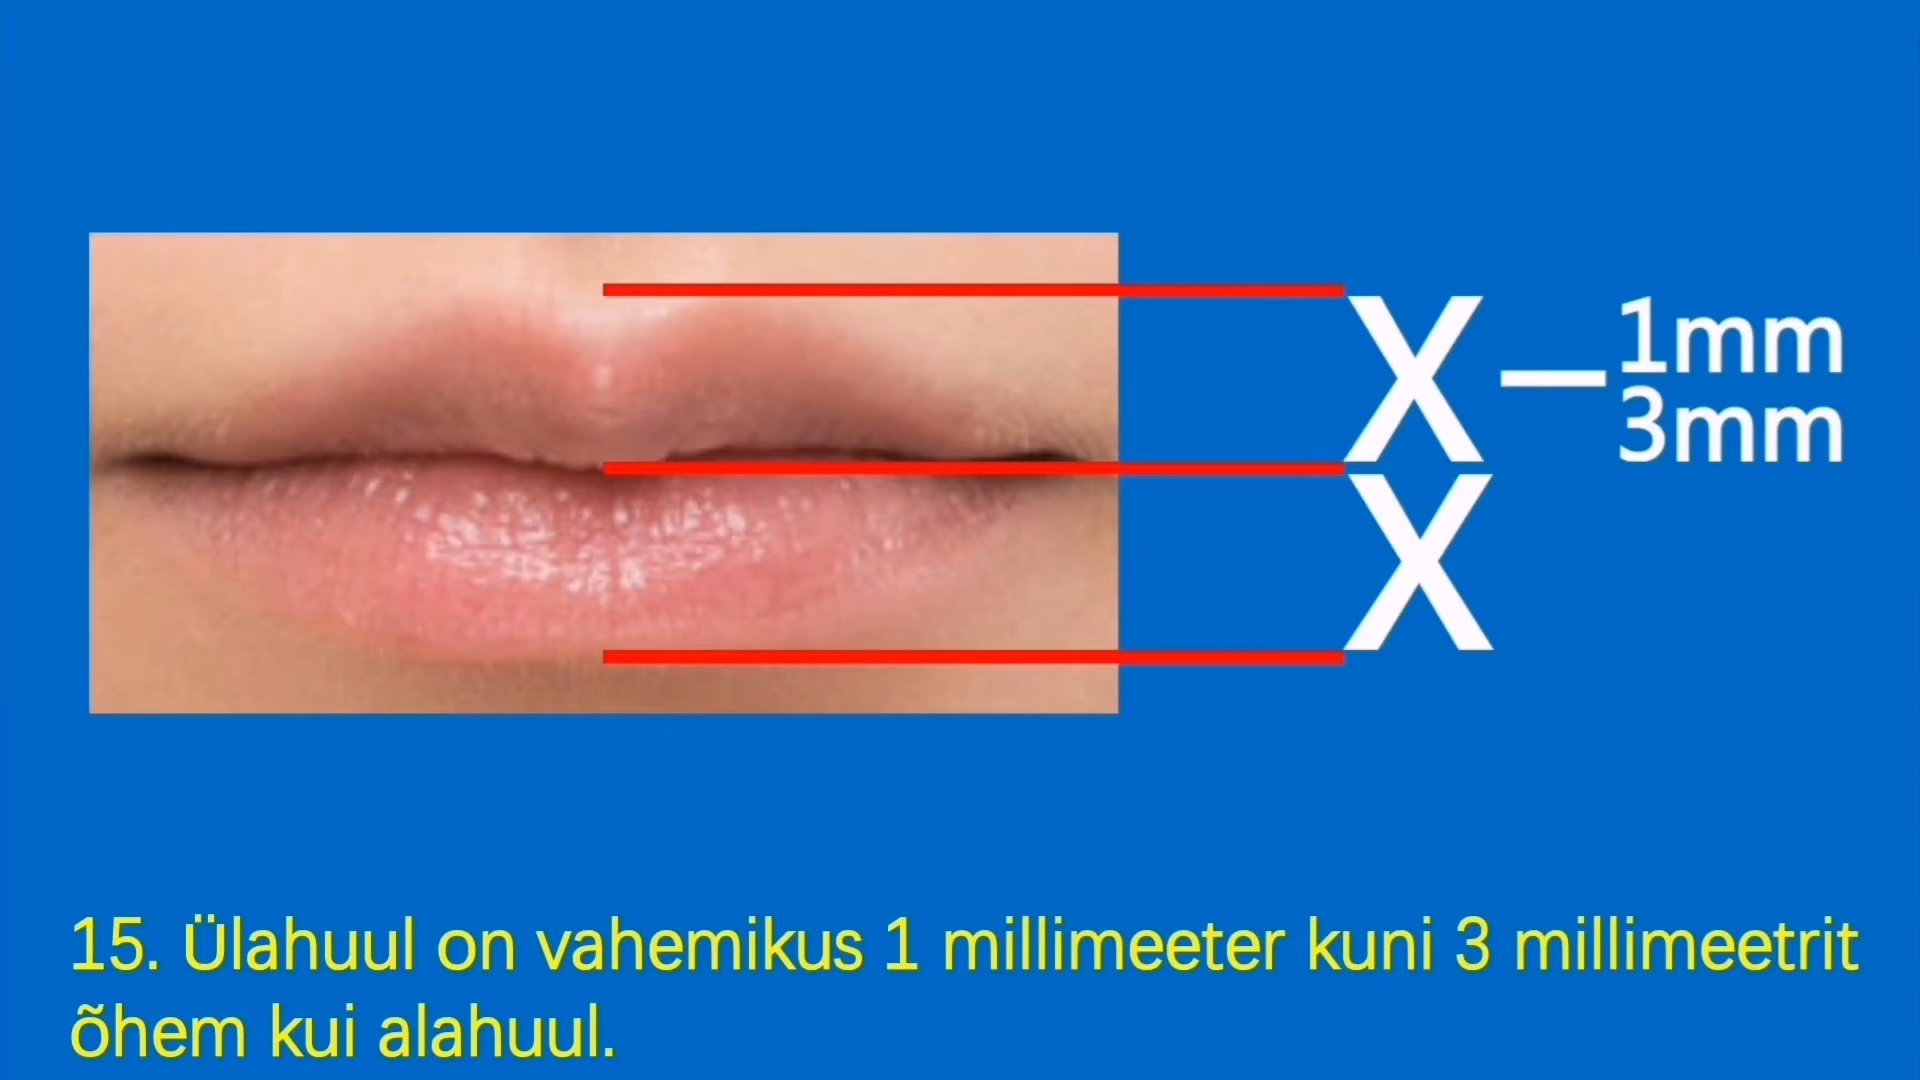 X — 1mm
3mm
X
15. Ülahuul on vahemikus 1 millimeeter kuni 3 millimeetrit
õhem kui alahuul.